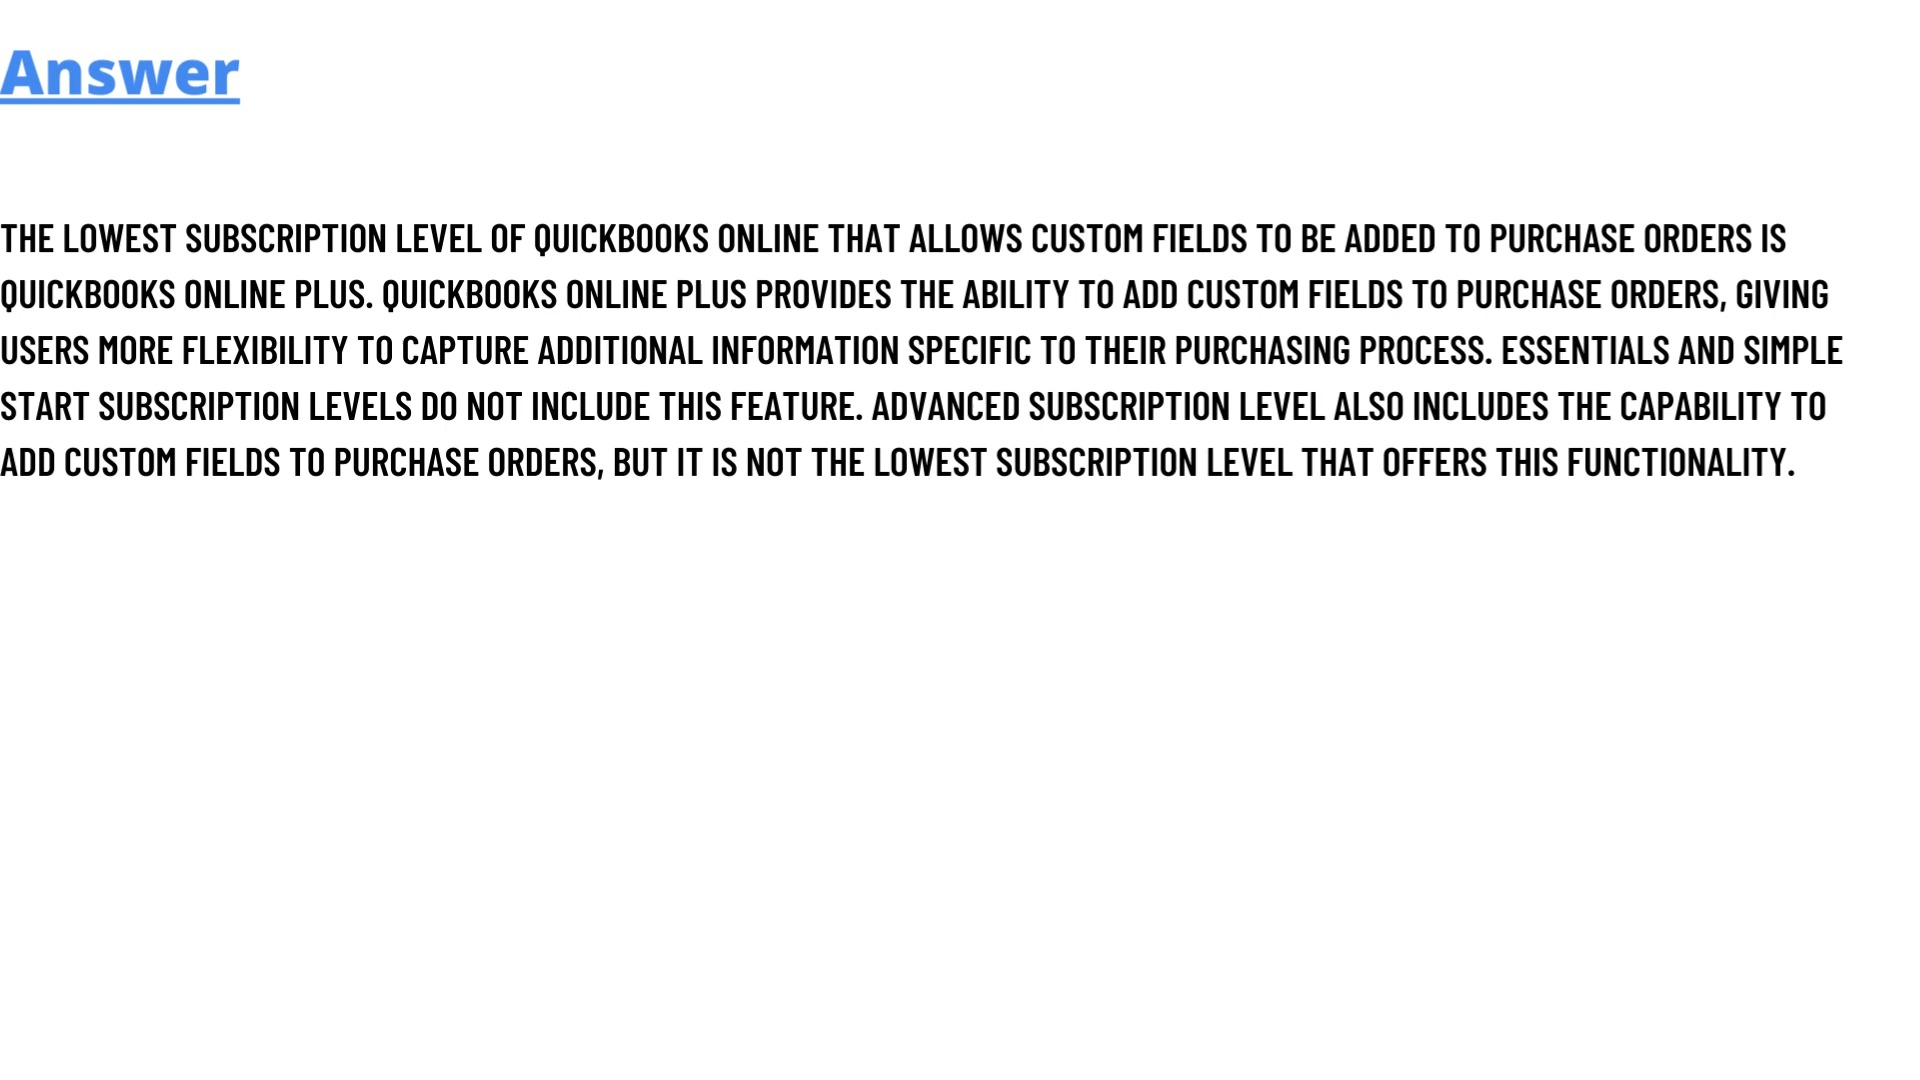 Answer
THE LOWEST SUBSCRIPTION LEVEL OF QUICKBOOKS ONLINE THAT ALLOWS CUSTOM FIELDS TO BE ADDED TO PURCHASE ORDERS IS
QUICKBOOKS ONLINE PLUS. QUICKBOOKS ONLINE PLUS PROVIDES THE ABILITY TO ADD CUSTOM FIELDS TO PURCHASE ORDERS, GIVING
USERS MORE FLEXIBILITY TO CAPTURE ADDITIONAL INFORMATION SPECIFIC TO THEIR PURCHASING PROCESS. ESSENTIALS AND SIMPLE
START SUBSCRIPTION LEVELS DO NOT INCLUDE THIS FEATURE. ADVANCED SUBSCRIPTION LEVEL ALSO INCLUDES THE CAPABILITY TO
ADD CUSTOM FIELDS TO PURCHASE ORDERS, BUT IT IS NOT THE LOWEST SUBSCRIPTION LEVEL THAT OFFERS THIS FUNCTIONALITY.